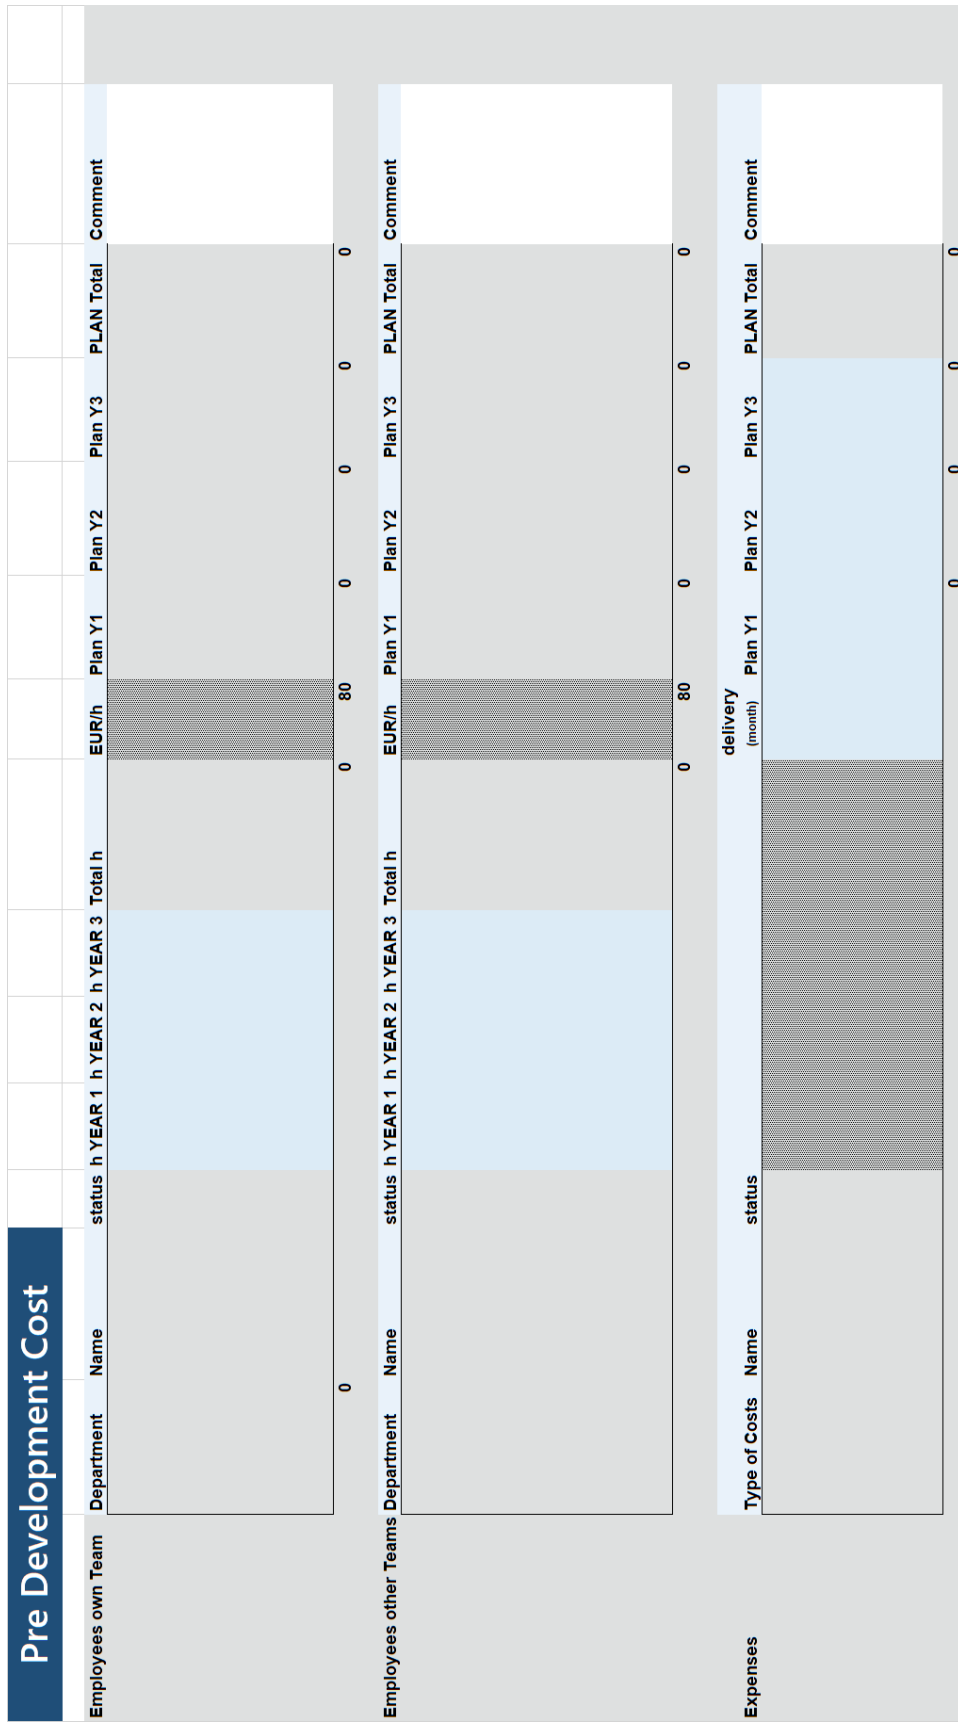 Pre Development Cost
Employees own Team Department Name status h YEAR 1 h YEAR 2 h YEAR 3 Total h EUR/h Plan Y1 Plan Y2 Plan Y3 PLAN Total Comment
0 0 80 0 0 0 0
Employees other Teams Department Name status h YEAR 1 h YEAR 2 h YEAR 3 Total h EUR/h Plan Y1 Plan Y2 Plan Y3 PLAN Total Comment
0 80 0 0 0 0
delivery
Expenses Type of Costs Name status (month) Plan Y1 Plan Y2 Plan Y3 PLAN Total Comment
0 0 0 0